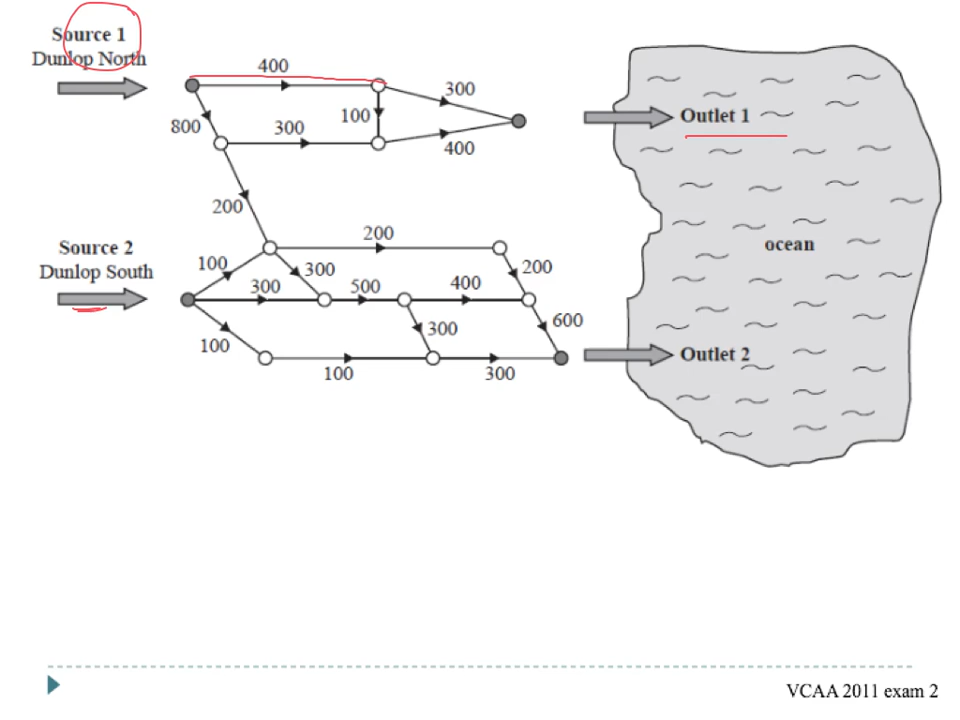 Source 1
Dunlop North
400
300
800
300
100
400
Outlet 1
200
Source 2
Dunlop South
200
100
300
200
300
500
400
ocean
600
100
300
100
300
Outlet 2
VCAA 2011 exam 2